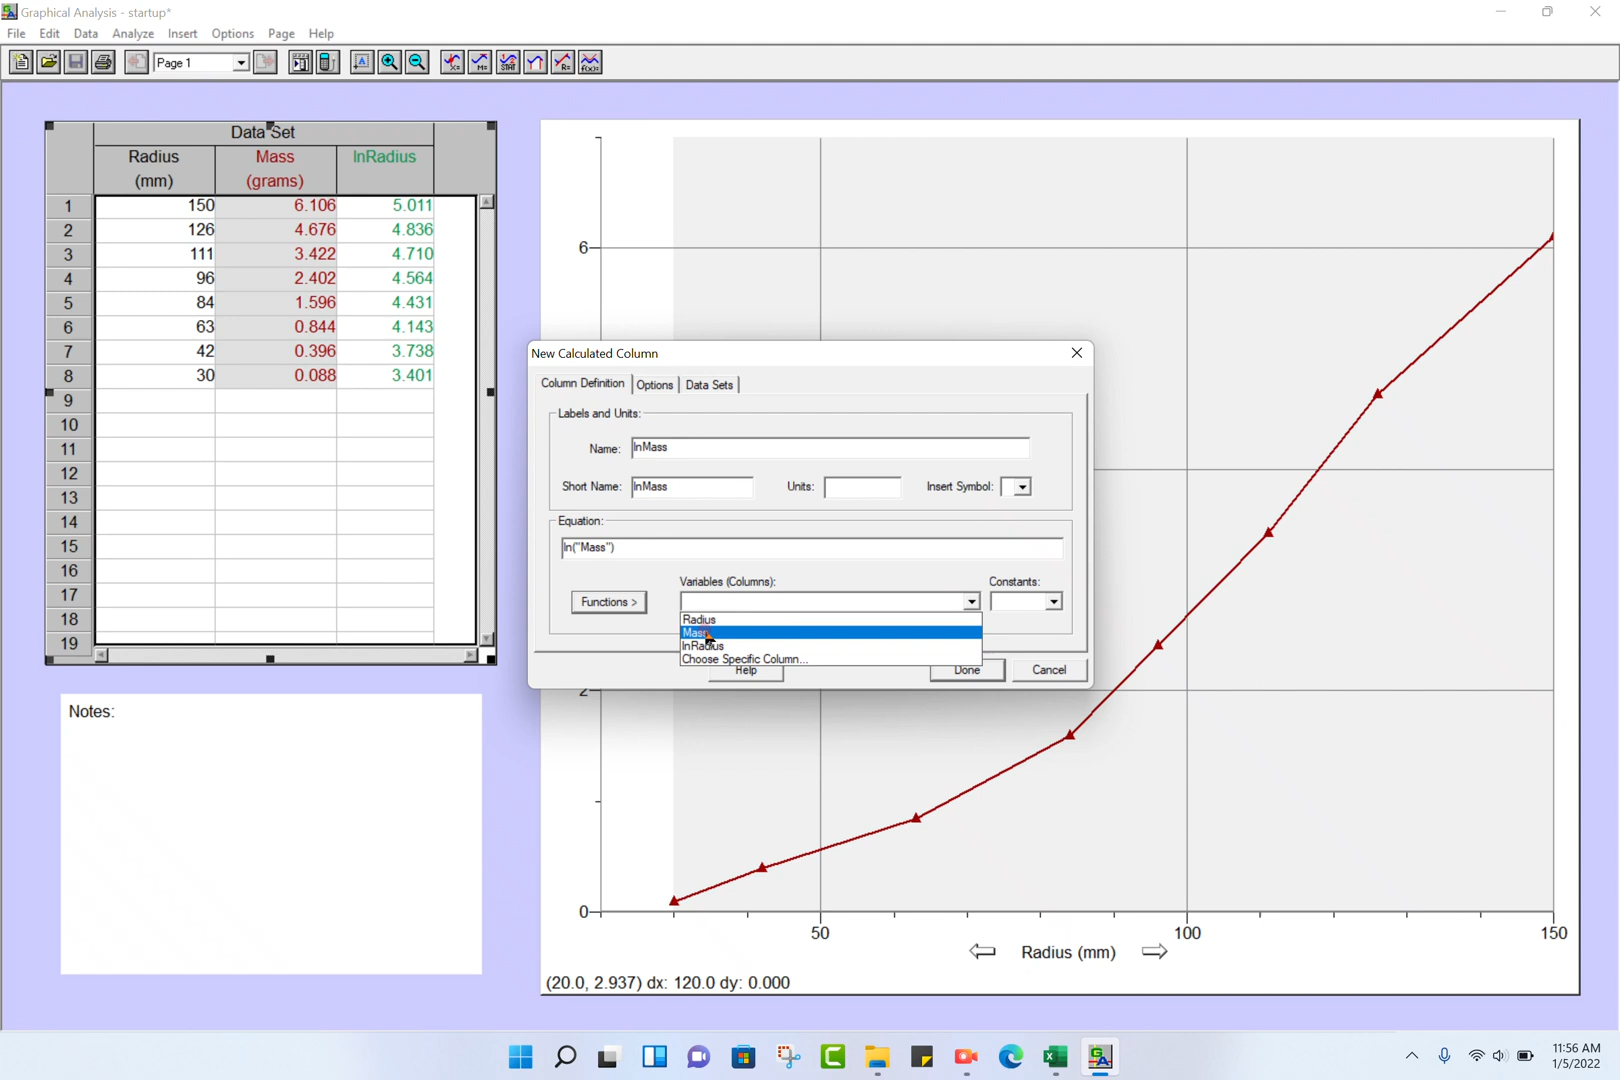 Graphical Analysis - startup*
File Edit Data Analyze Insert Options Page Help
Page 1
X= M= STAT R= f(x)=
Data Set
Radius Mass lnRadius
(mm) (grams)
1 150 6.106 5.011
2 126 4.676 4.836
3 111 3.422 4.710
4 96 2.402 4.564
5 84 1.596 4.431
6 63 0.844 4.143
7 42 0.396 3.738
8 30 0.088 3.401
9
10
11
12
13
14
15
16
17
18
19
Notes:
6
2
0
50 100 150
Radius (mm)
(20.0, 2.937) dx: 120.0 dy: 0.000
New Calculated Column
Column Definition Options Data Sets
Labels and Units:
Name: lnMass
Short Name: lnMass Units: Insert Symbol:
Equation:
ln("Mass")
Variables (Columns): Constants:
Functions >
Radius
Mass
lnRadius
Choose Specific Column...
Help Done Cancel
11:56 AM
1/5/2022